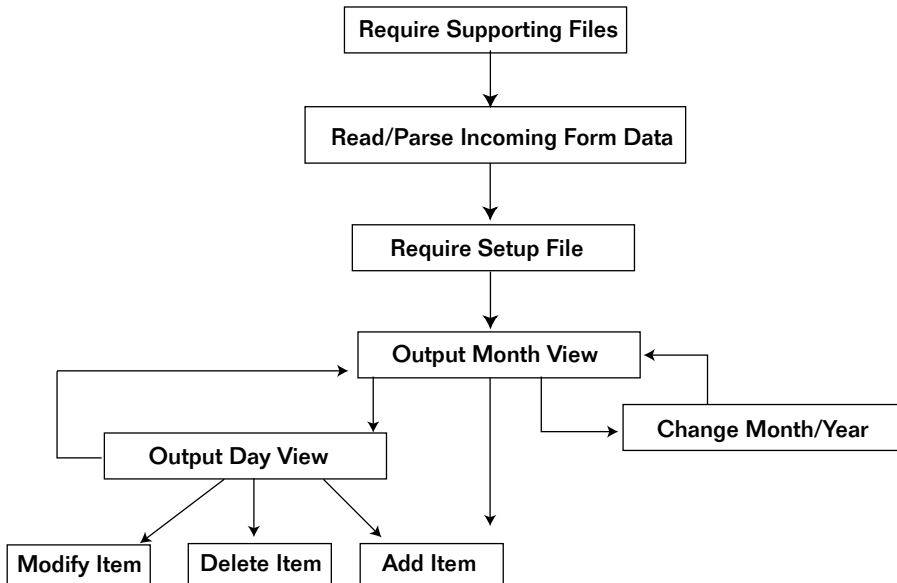 Require Supporting Files
Read/Parse Incoming Form Data
Require Setup File
Output Month View
Change Month/Year
Output Day View
Modify Item
Delete Item
Add Item